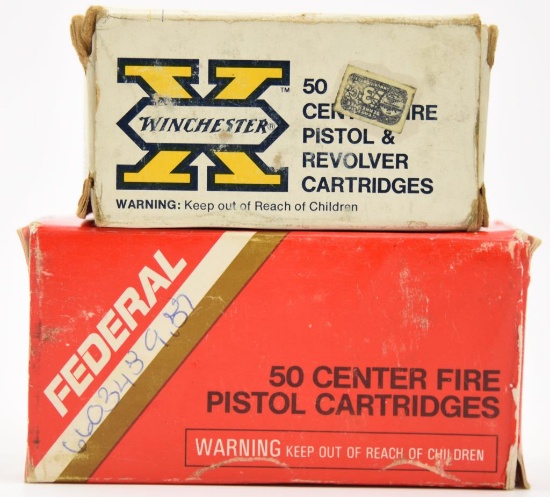 X
WINCHESTER®
™
50
CENTER FIRE
PISTOL &
REVOLVER
CARTRIDGES
WARNING: Keep out of Reach of Children
FEDERAL
50 CENTER FIRE
PISTOL CARTRIDGES
WARNING KEEP OUT OF REACH OF CHILDREN